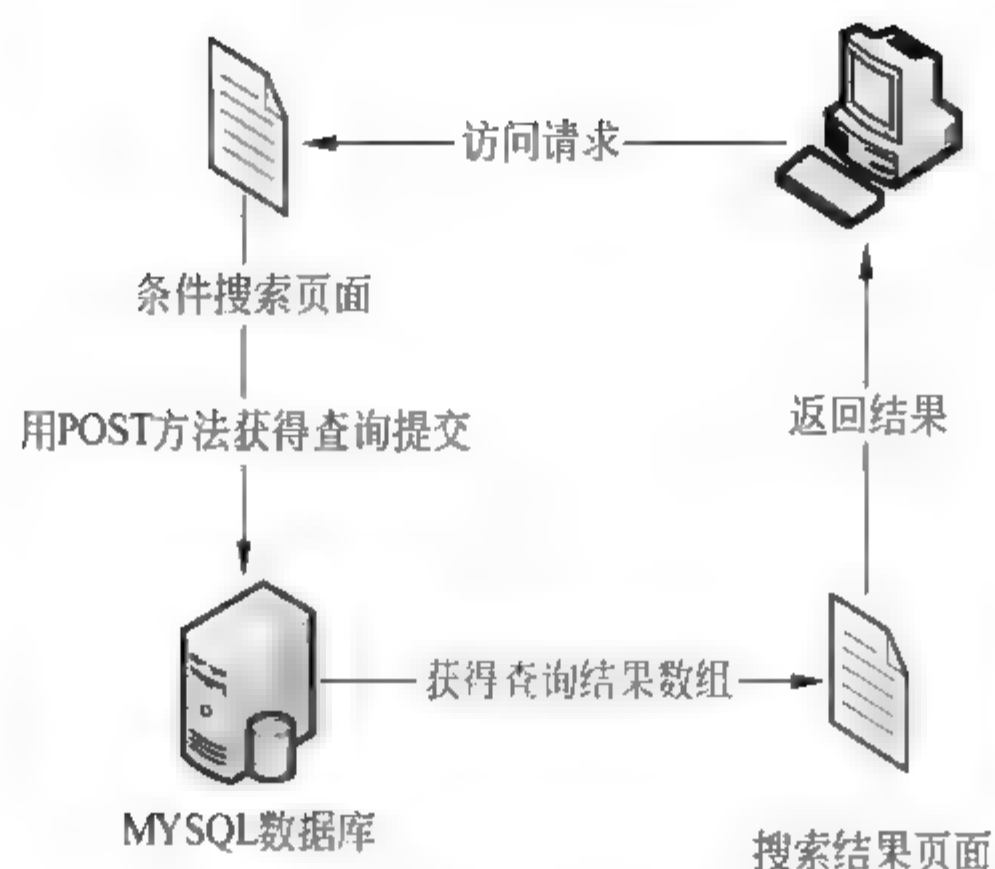 访问请求
条件搜索页面
用POST方法获得查询提交
返回结果
获得查询结果数组
MYSQL数据库
搜索结果页面